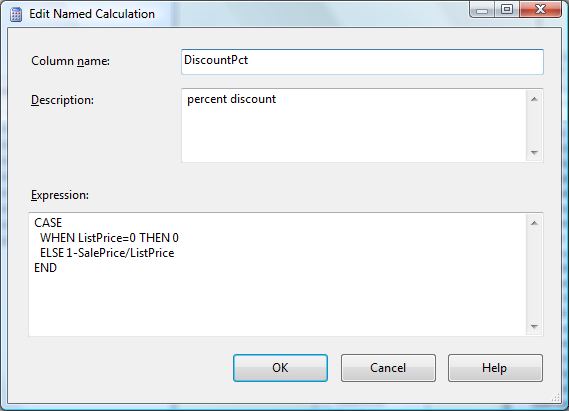 Edit Named Calculation
Column name:
DiscountPct
Description:
percent discount
Expression:
CASE
WHEN ListPrice=0 THEN 0
ELSE 1-SalePrice/ListPrice
END
OK
Cancel
Help